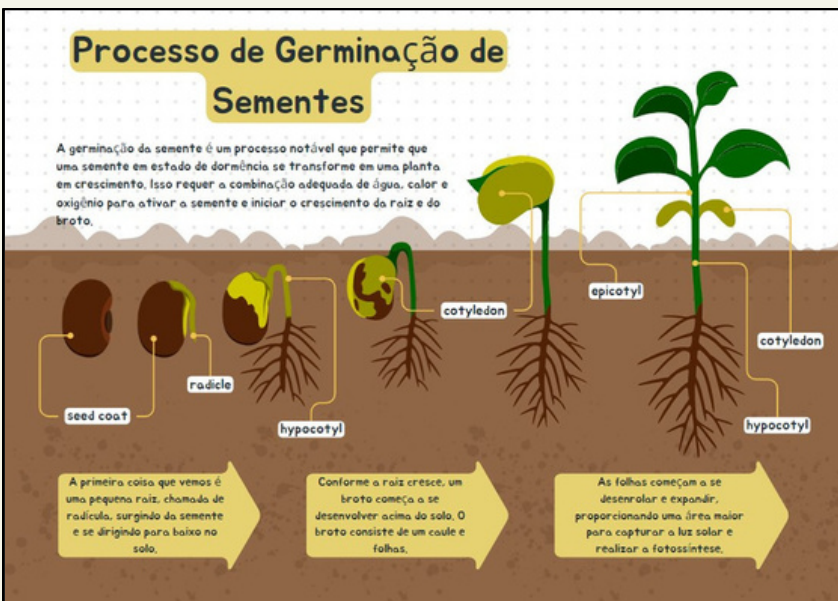 Processo de Germinação de
Sementes
A germinação da semente é um processo notável que permite que
uma semente em estado de dormência se transforme em uma planta
em crescimento. Isso requer a combinação adequada de água, calor e
oxigênio para ativar a semente e iniciar o crescimento da raiz e do
broto.
epicotyl
cotyledon
cotyledon
radicle
seed coat
hypocotyl
hypocotyl
A primeira coisa que vemos é
uma pequena raiz, chamada de
radícula, surgindo da semente
e se dirigindo para baixo no
solo.
Conforme a raiz cresce, um
broto começa a se
desenvolver acima do solo. O
broto consiste de um caule e
folhas.
As folhas começam a se
desenrolar e expandir,
proporcionando uma área maior
para capturar a luz solar e
realizar a fotossíntese.